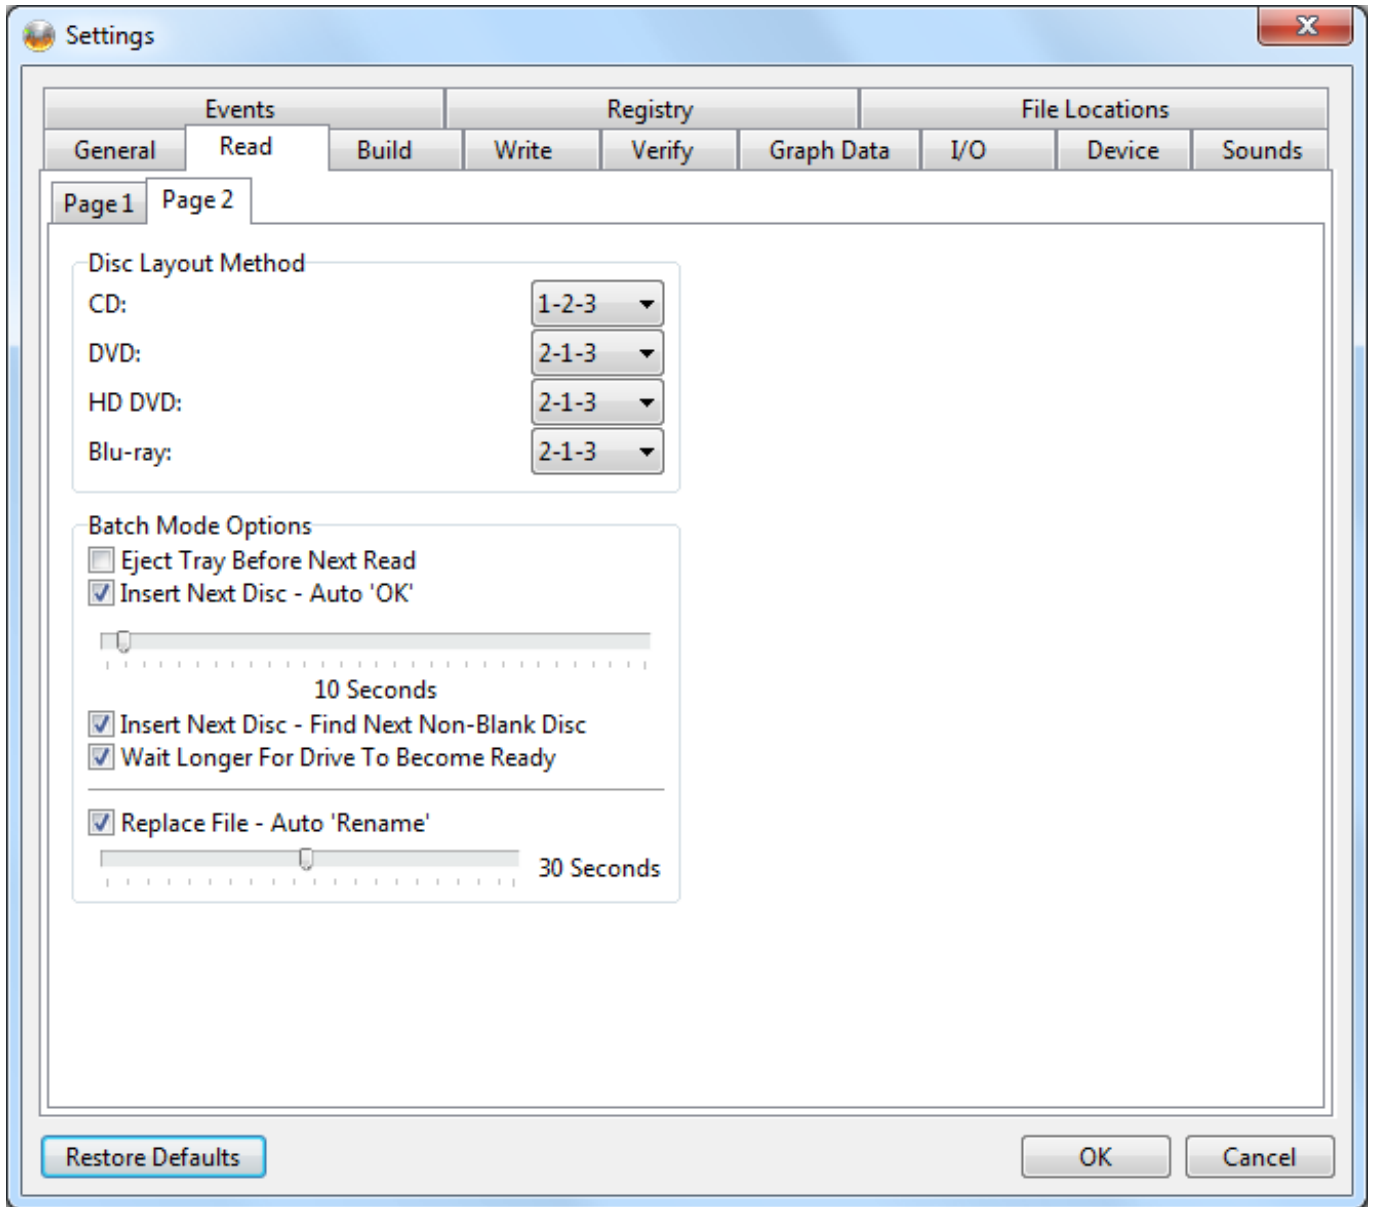 Settings
Events Registry File Locations
General Read Build Write Verify Graph Data I/O Device Sounds
Page 1 Page 2
Disc Layout Method
CD: 1-2-3
DVD: 2-1-3
HD DVD: 2-1-3
Blu-ray: 2-1-3
Batch Mode Options
Eject Tray Before Next Read
Insert Next Disc - Auto 'OK'
10 Seconds
Insert Next Disc - Find Next Non-Blank Disc
Wait Longer For Drive To Become Ready
Replace File - Auto 'Rename'
30 Seconds
Restore Defaults OK Cancel